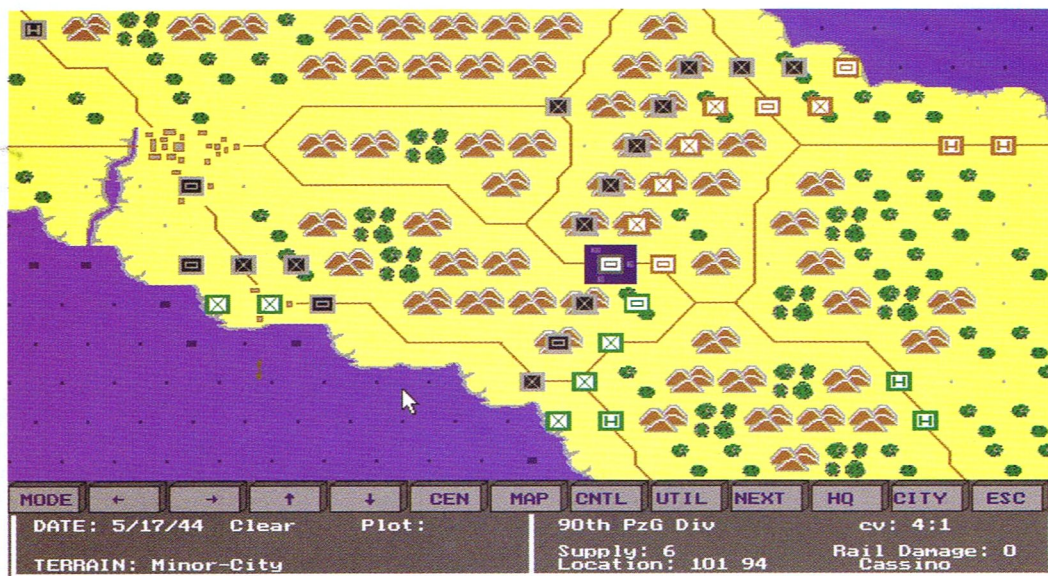 MODE ← → ↑ ↓ CEN MAP CNTL UTIL NEXT HQ CITY ESC
DATE: 5/17/44 Clear Plot:
TERRAIN: Minor-City
90th PzG Div cv: 4:1
Supply: 6 Rail Damage: 0
Location: 101 94 Cassino